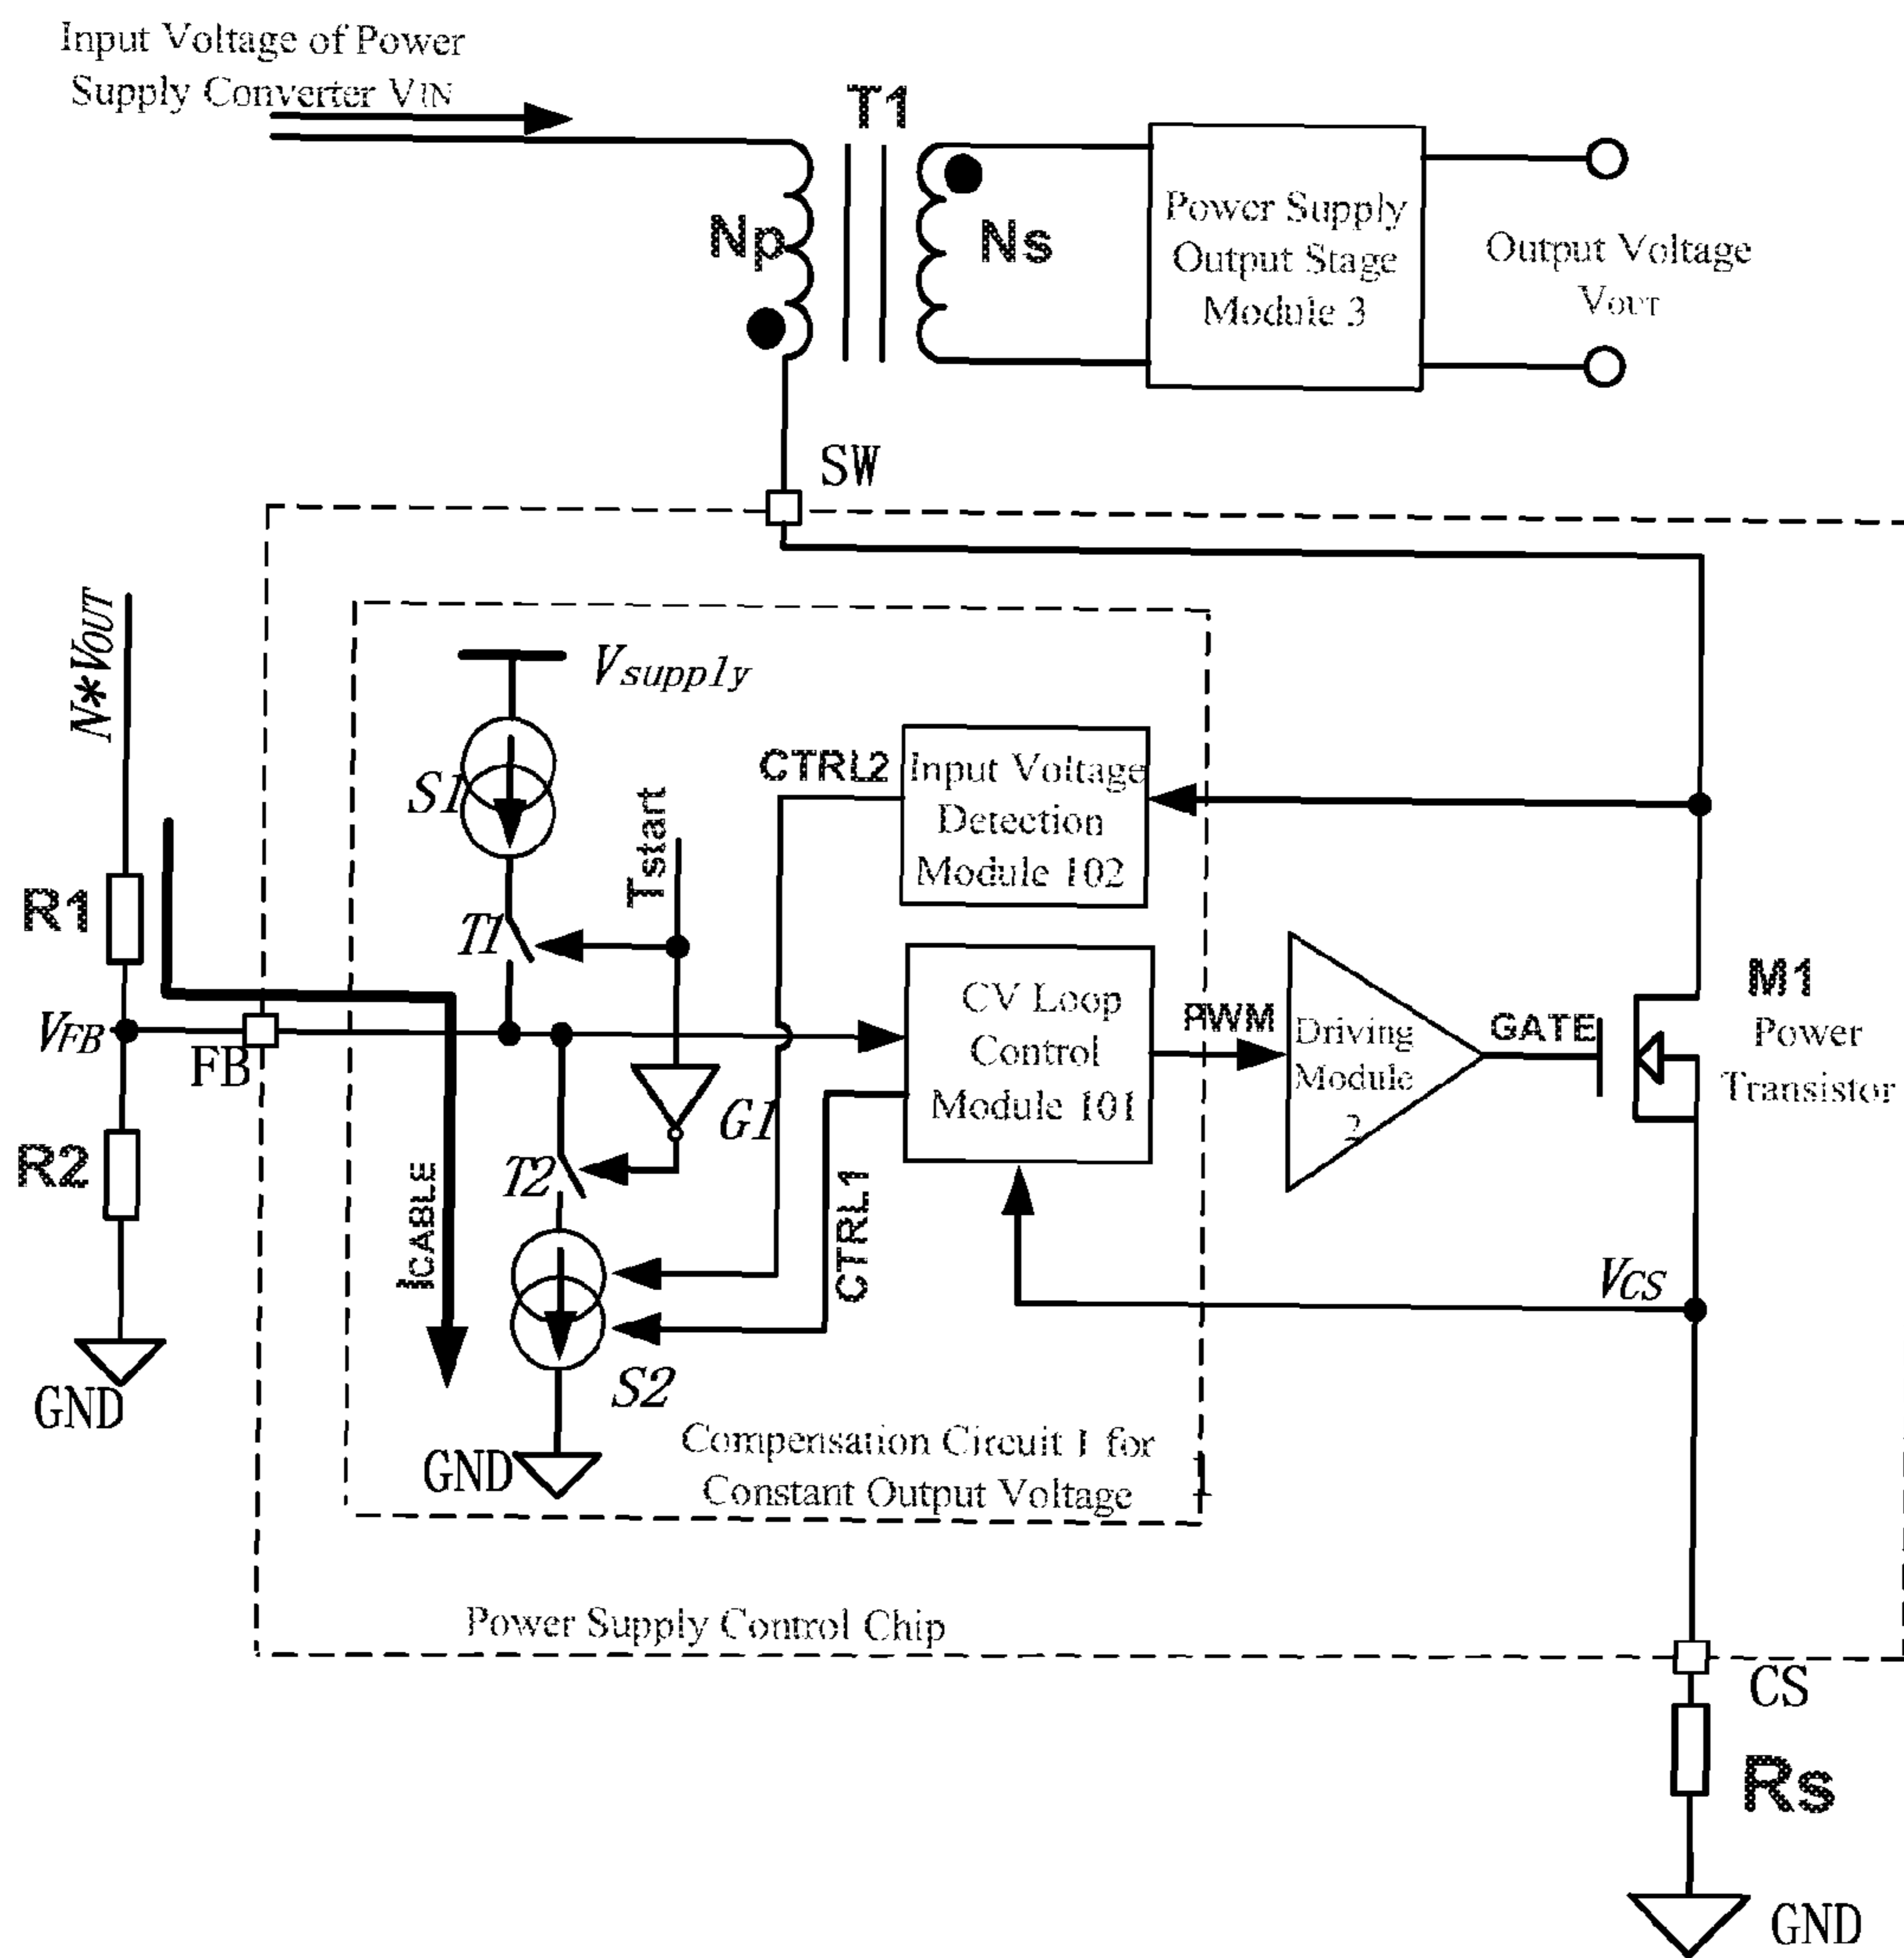 Input Voltage of Power
Supply Converter VIN
T1
Np
Ns
Power Supply
Output Stage
Module 3
Output Voltage
VOUT
SW
N*VOUT
Vsupply
S1
Tstart
CTRL2
Input Voltage
Detection
Module 102
R1
T1
VFB
FB
CV Loop
Control
Module 101
PWM
Driving
Module
2
GATE
M1
Power
Transistor
G1
R2
T2
ICABLE
CTRL1
VCS
S2
GND
GND
Compensation Circuit 1 for
Constant Output Voltage
1
Power Supply Control Chip
CS
Rs
GND